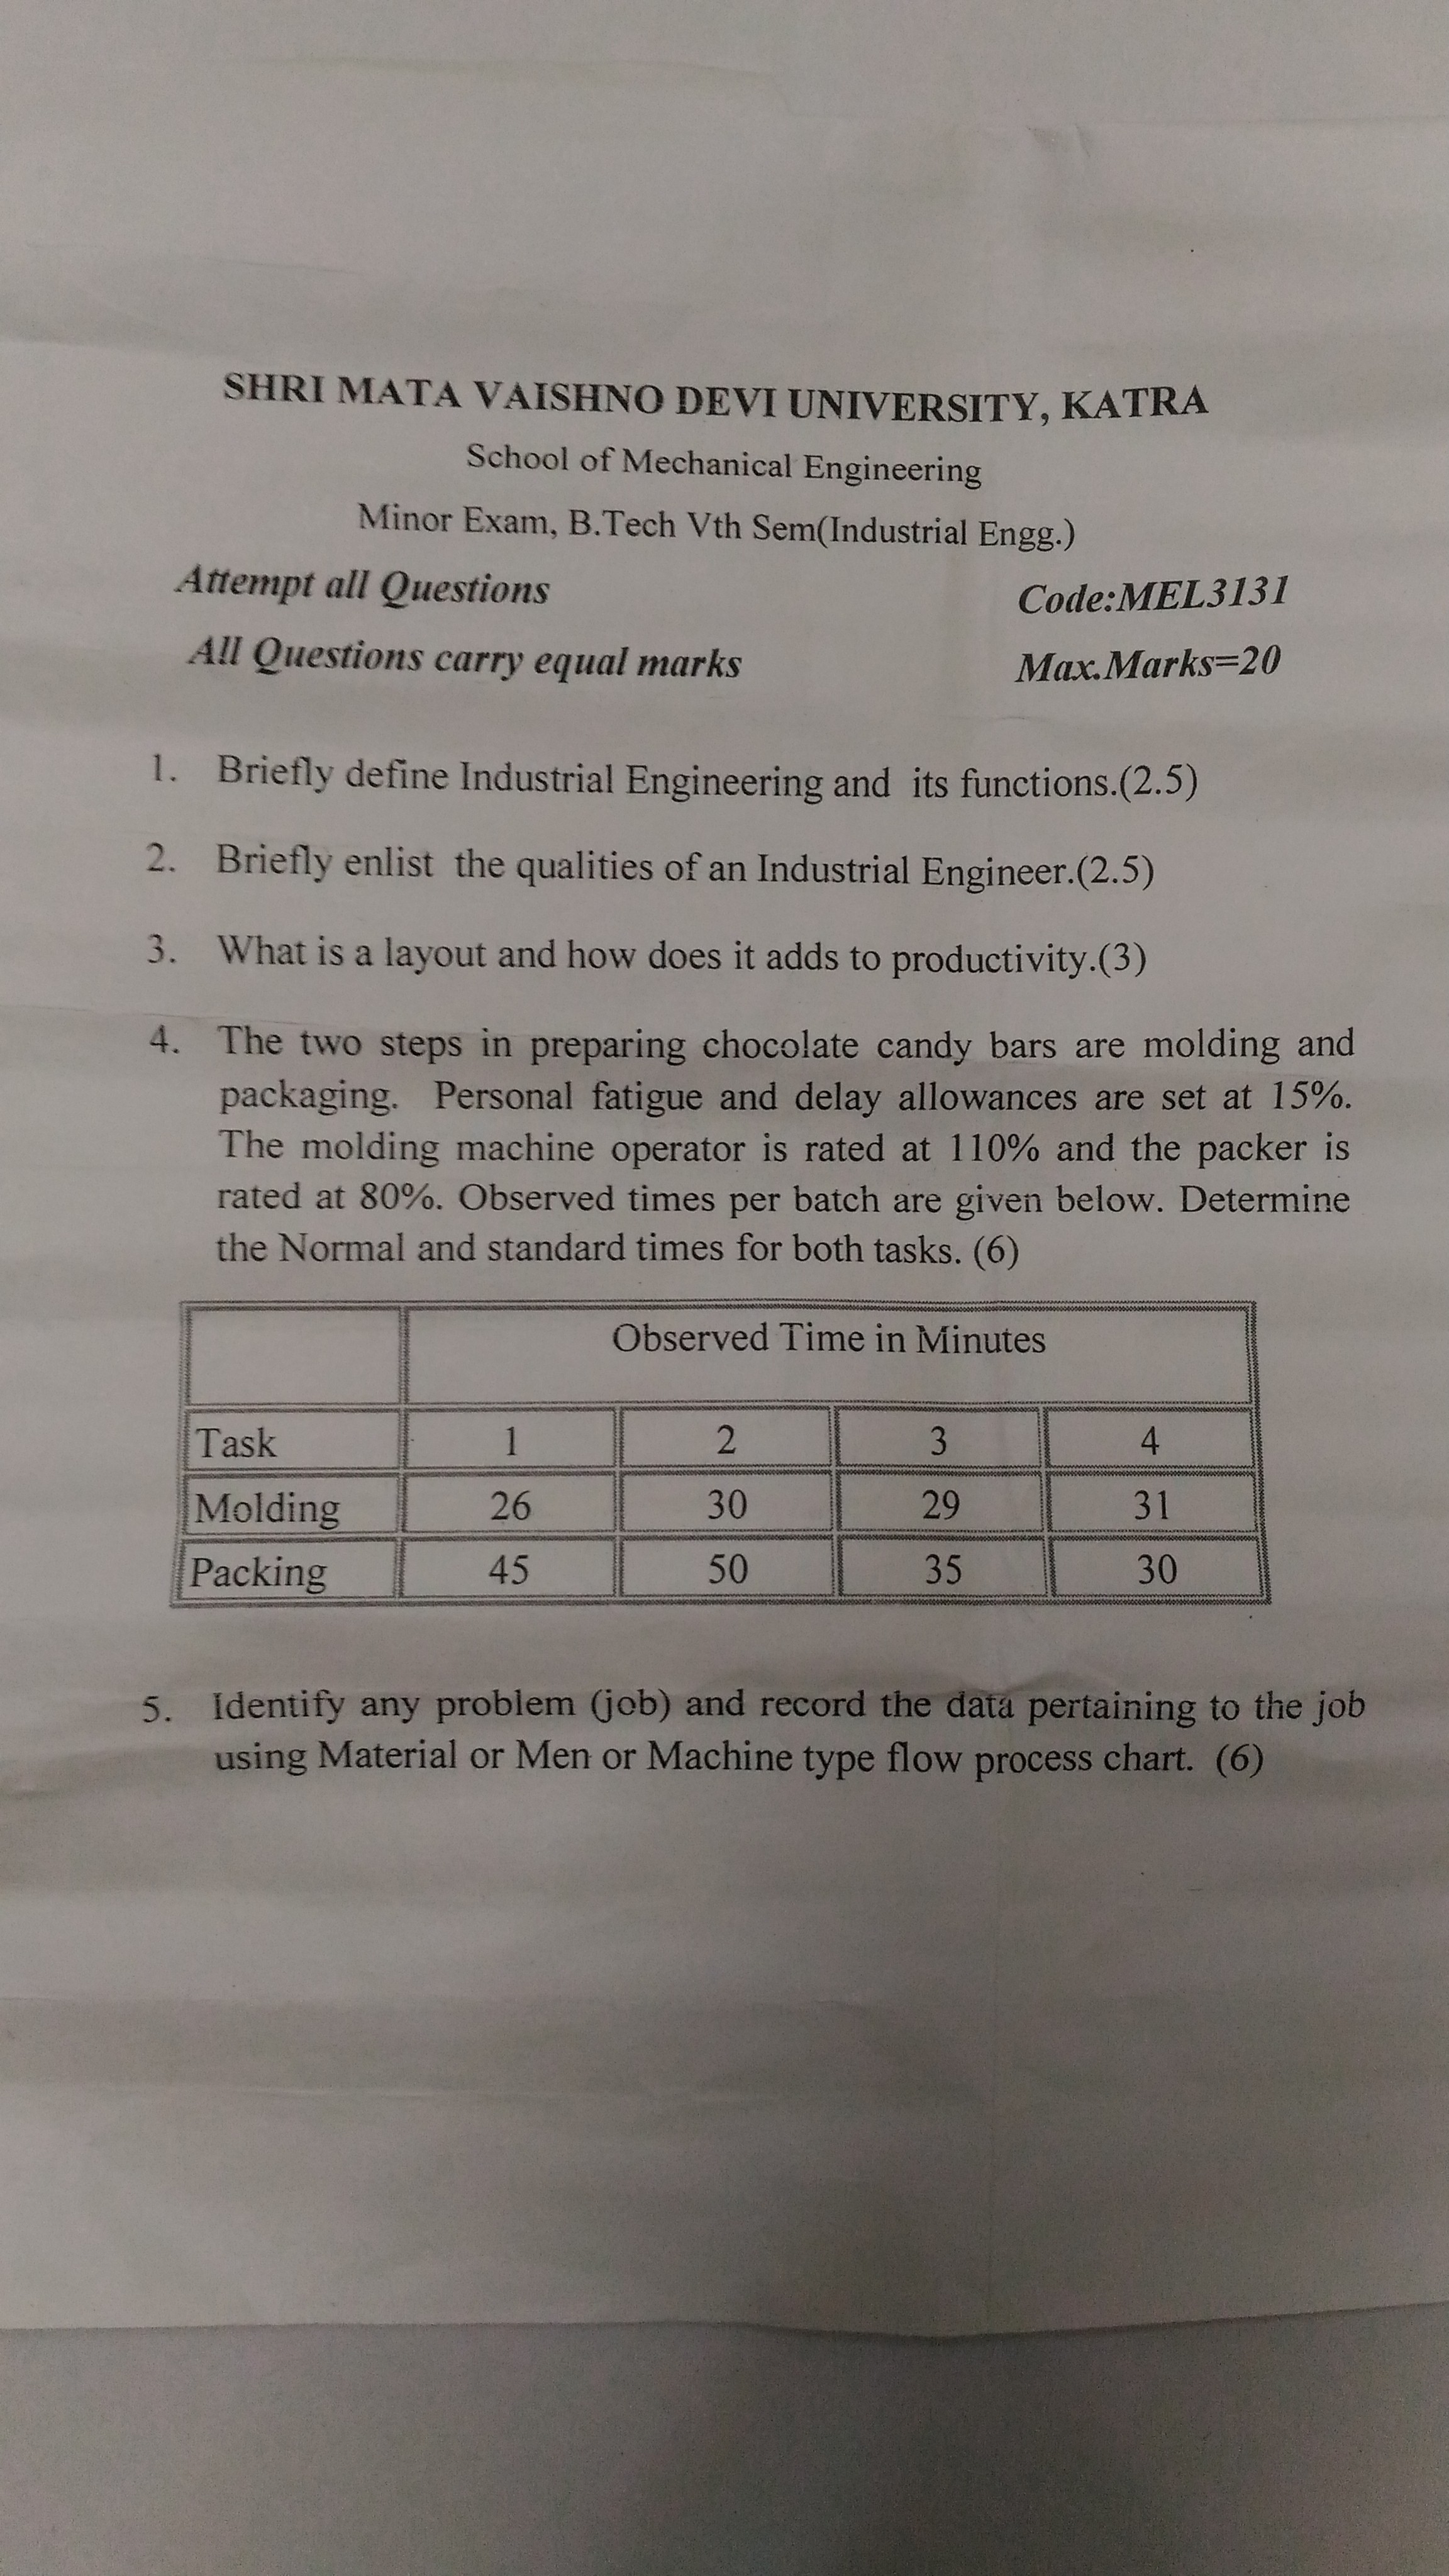 SHRI MATA VAISHNO DEVI UNIVERSITY, KATRA
School of Mechanical Engineering
Minor Exam, B.Tech Vth Sem(Industrial Engg.)
Attempt all Questions Code:MEL3131
All Questions carry equal marks Max.Marks=20
1. Briefly define Industrial Engineering and its functions.(2.5)
2. Briefly enlist the qualities of an Industrial Engineer.(2.5)
3. What is a layout and how does it adds to productivity.(3)
4. The two steps in preparing chocolate candy bars are molding and
packaging. Personal fatigue and delay allowances are set at 15%.
The molding machine operator is rated at 110% and the packer is
rated at 80%. Observed times per batch are given below. Determine
the Normal and standard times for both tasks. (6)
Observed Time in Minutes
Task 1 2 3 4
Molding 26 30 29 31
Packing 45 50 35 30
5. Identify any problem (job) and record the data pertaining to the job
using Material or Men or Machine type flow process chart. (6)